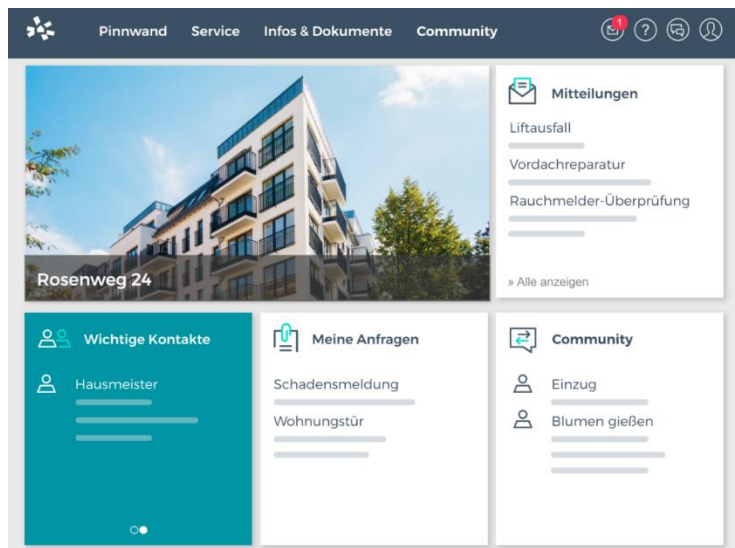 Pinnwand Service Infos & Dokumente Community
1
?
Rosenweg 24
Mitteilungen
Liftausfall
Vordachreparatur
Rauchmelder-Überprüfung
» Alle anzeigen
Wichtige Kontakte
Hausmeister
Meine Anfragen
Schadensmeldung
Wohnungstür
Community
Einzug
Blumen gießen